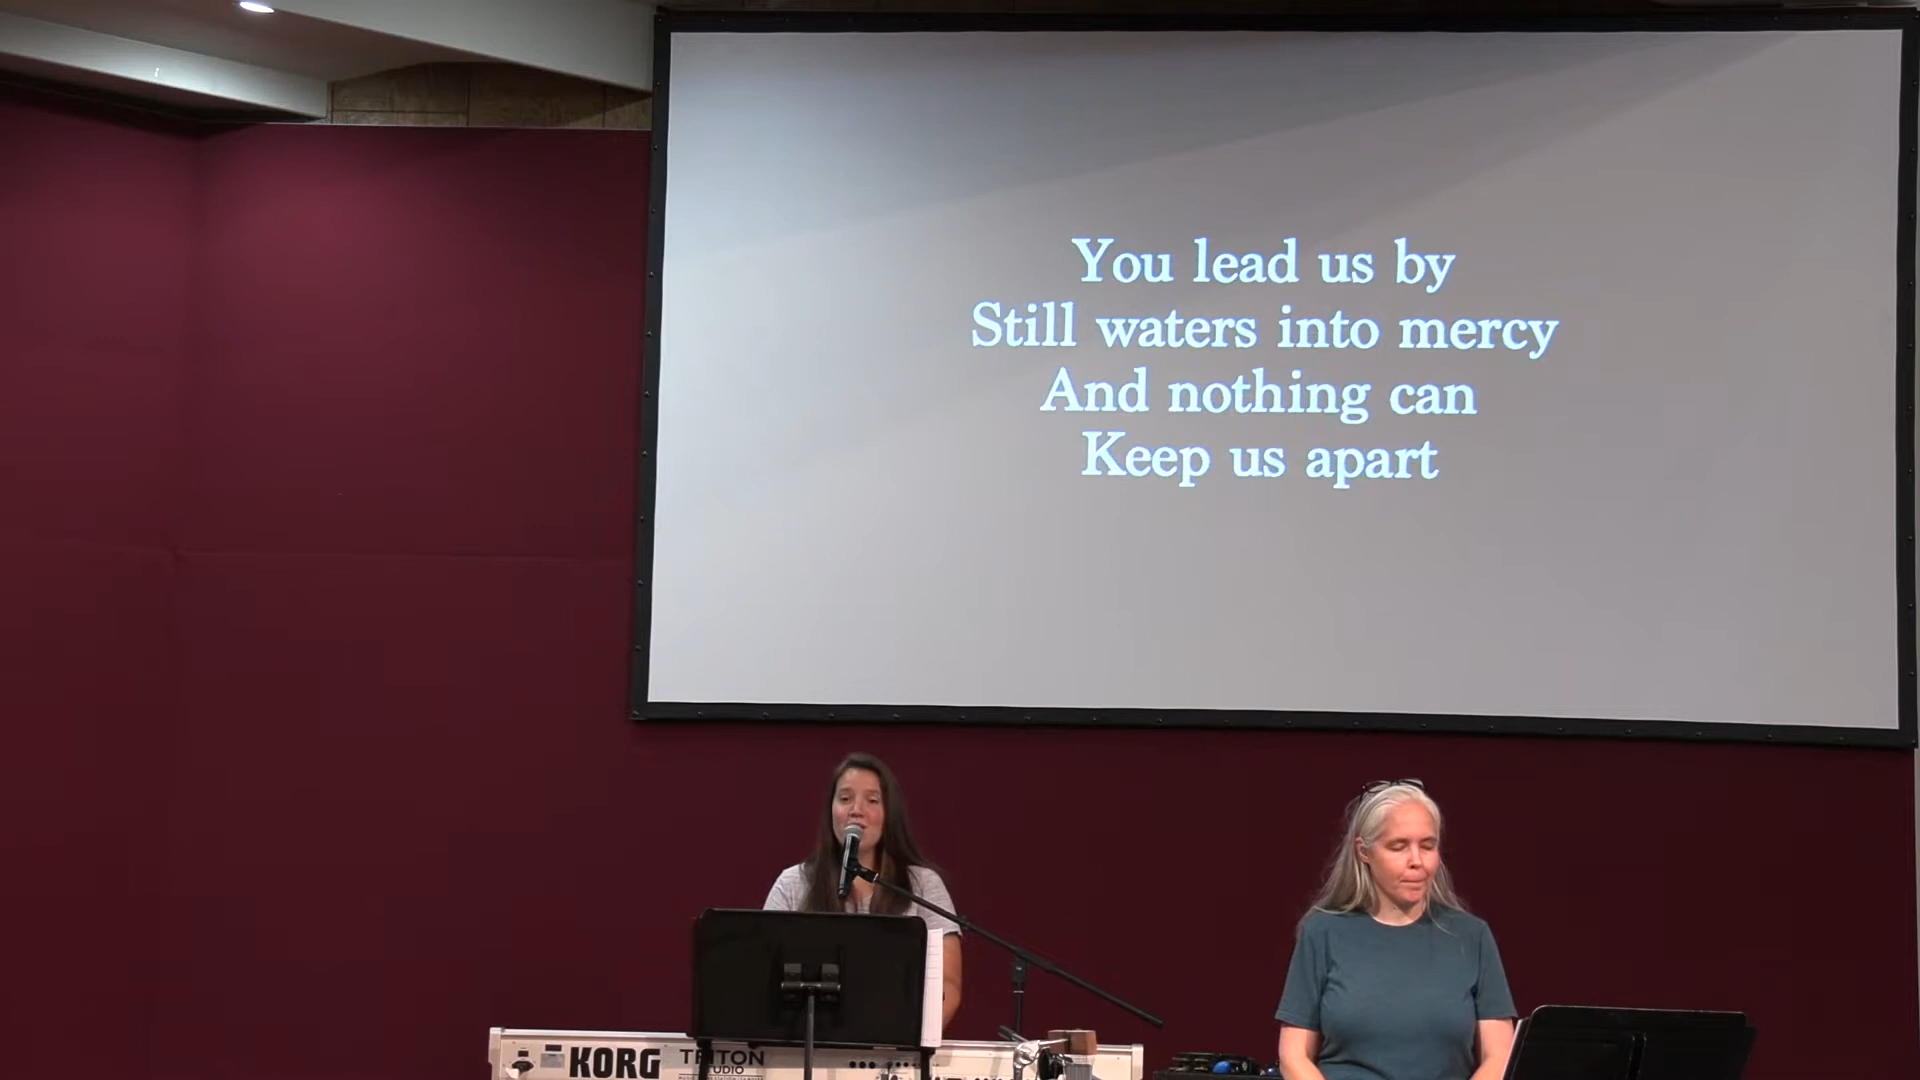 You lead us by
Still waters into mercy
And nothing can
Keep us apart
KORG TRITON
STUDIO